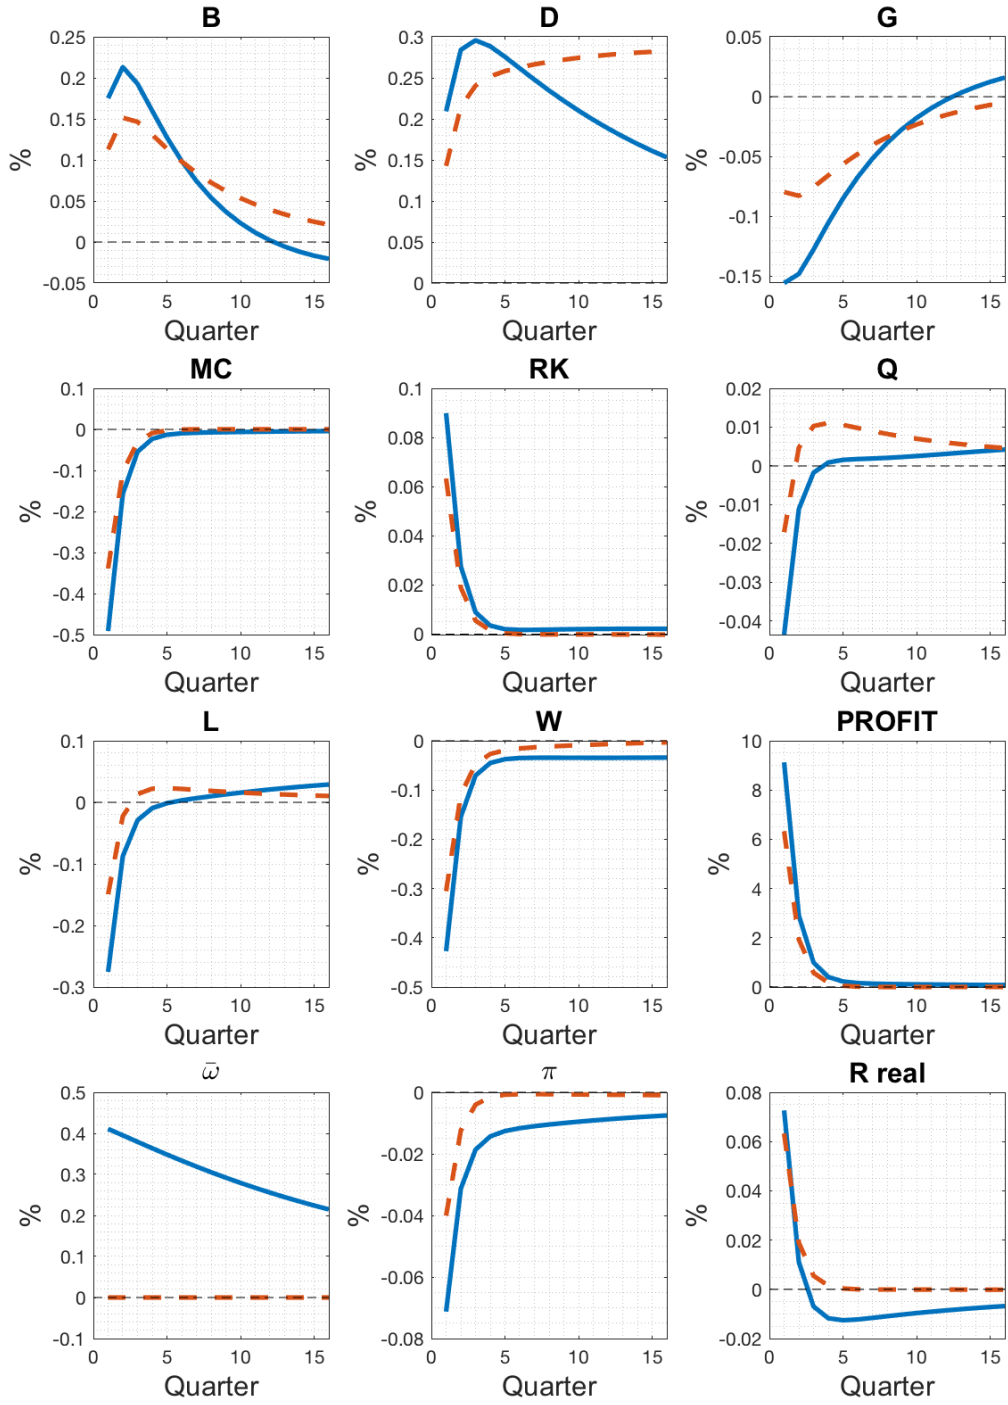 B D G
0.25 0.3 0.05
0.2 0.25 0
0.15 0.2 -0.05
0.1 0.15 -0.1
0.05 0.1 -0.15
0 0.05
-0.05 0
% % %
0 5 10 15 0 5 10 15 0 5 10 15
Quarter Quarter Quarter
MC RK Q
0.1 0.1 0.02
0 0.08 0.01
-0.1 0.06 0
-0.2 0.04 -0.01
-0.3 0.02 -0.02
-0.4 0 -0.03
-0.5 -0.04
% % %
0 5 10 15 0 5 10 15 0 5 10 15
Quarter Quarter Quarter
L W PROFIT
0.1 0 10
0 -0.1 8
-0.1 -0.2 6
-0.2 -0.3 4
-0.3 -0.4 2
-0.5 0
% % %
0 5 10 15 0 5 10 15 0 5 10 15
Quarter Quarter Quarter
ω̄ π R real
0.5 0 0.08
0.4 -0.02 0.06
0.3 -0.04 0.04
0.2 -0.06 0.02
0.1 -0.08 0
0 -0.02
-0.1
% % %
0 5 10 15 0 5 10 15 0 5 10 15
Quarter Quarter Quarter